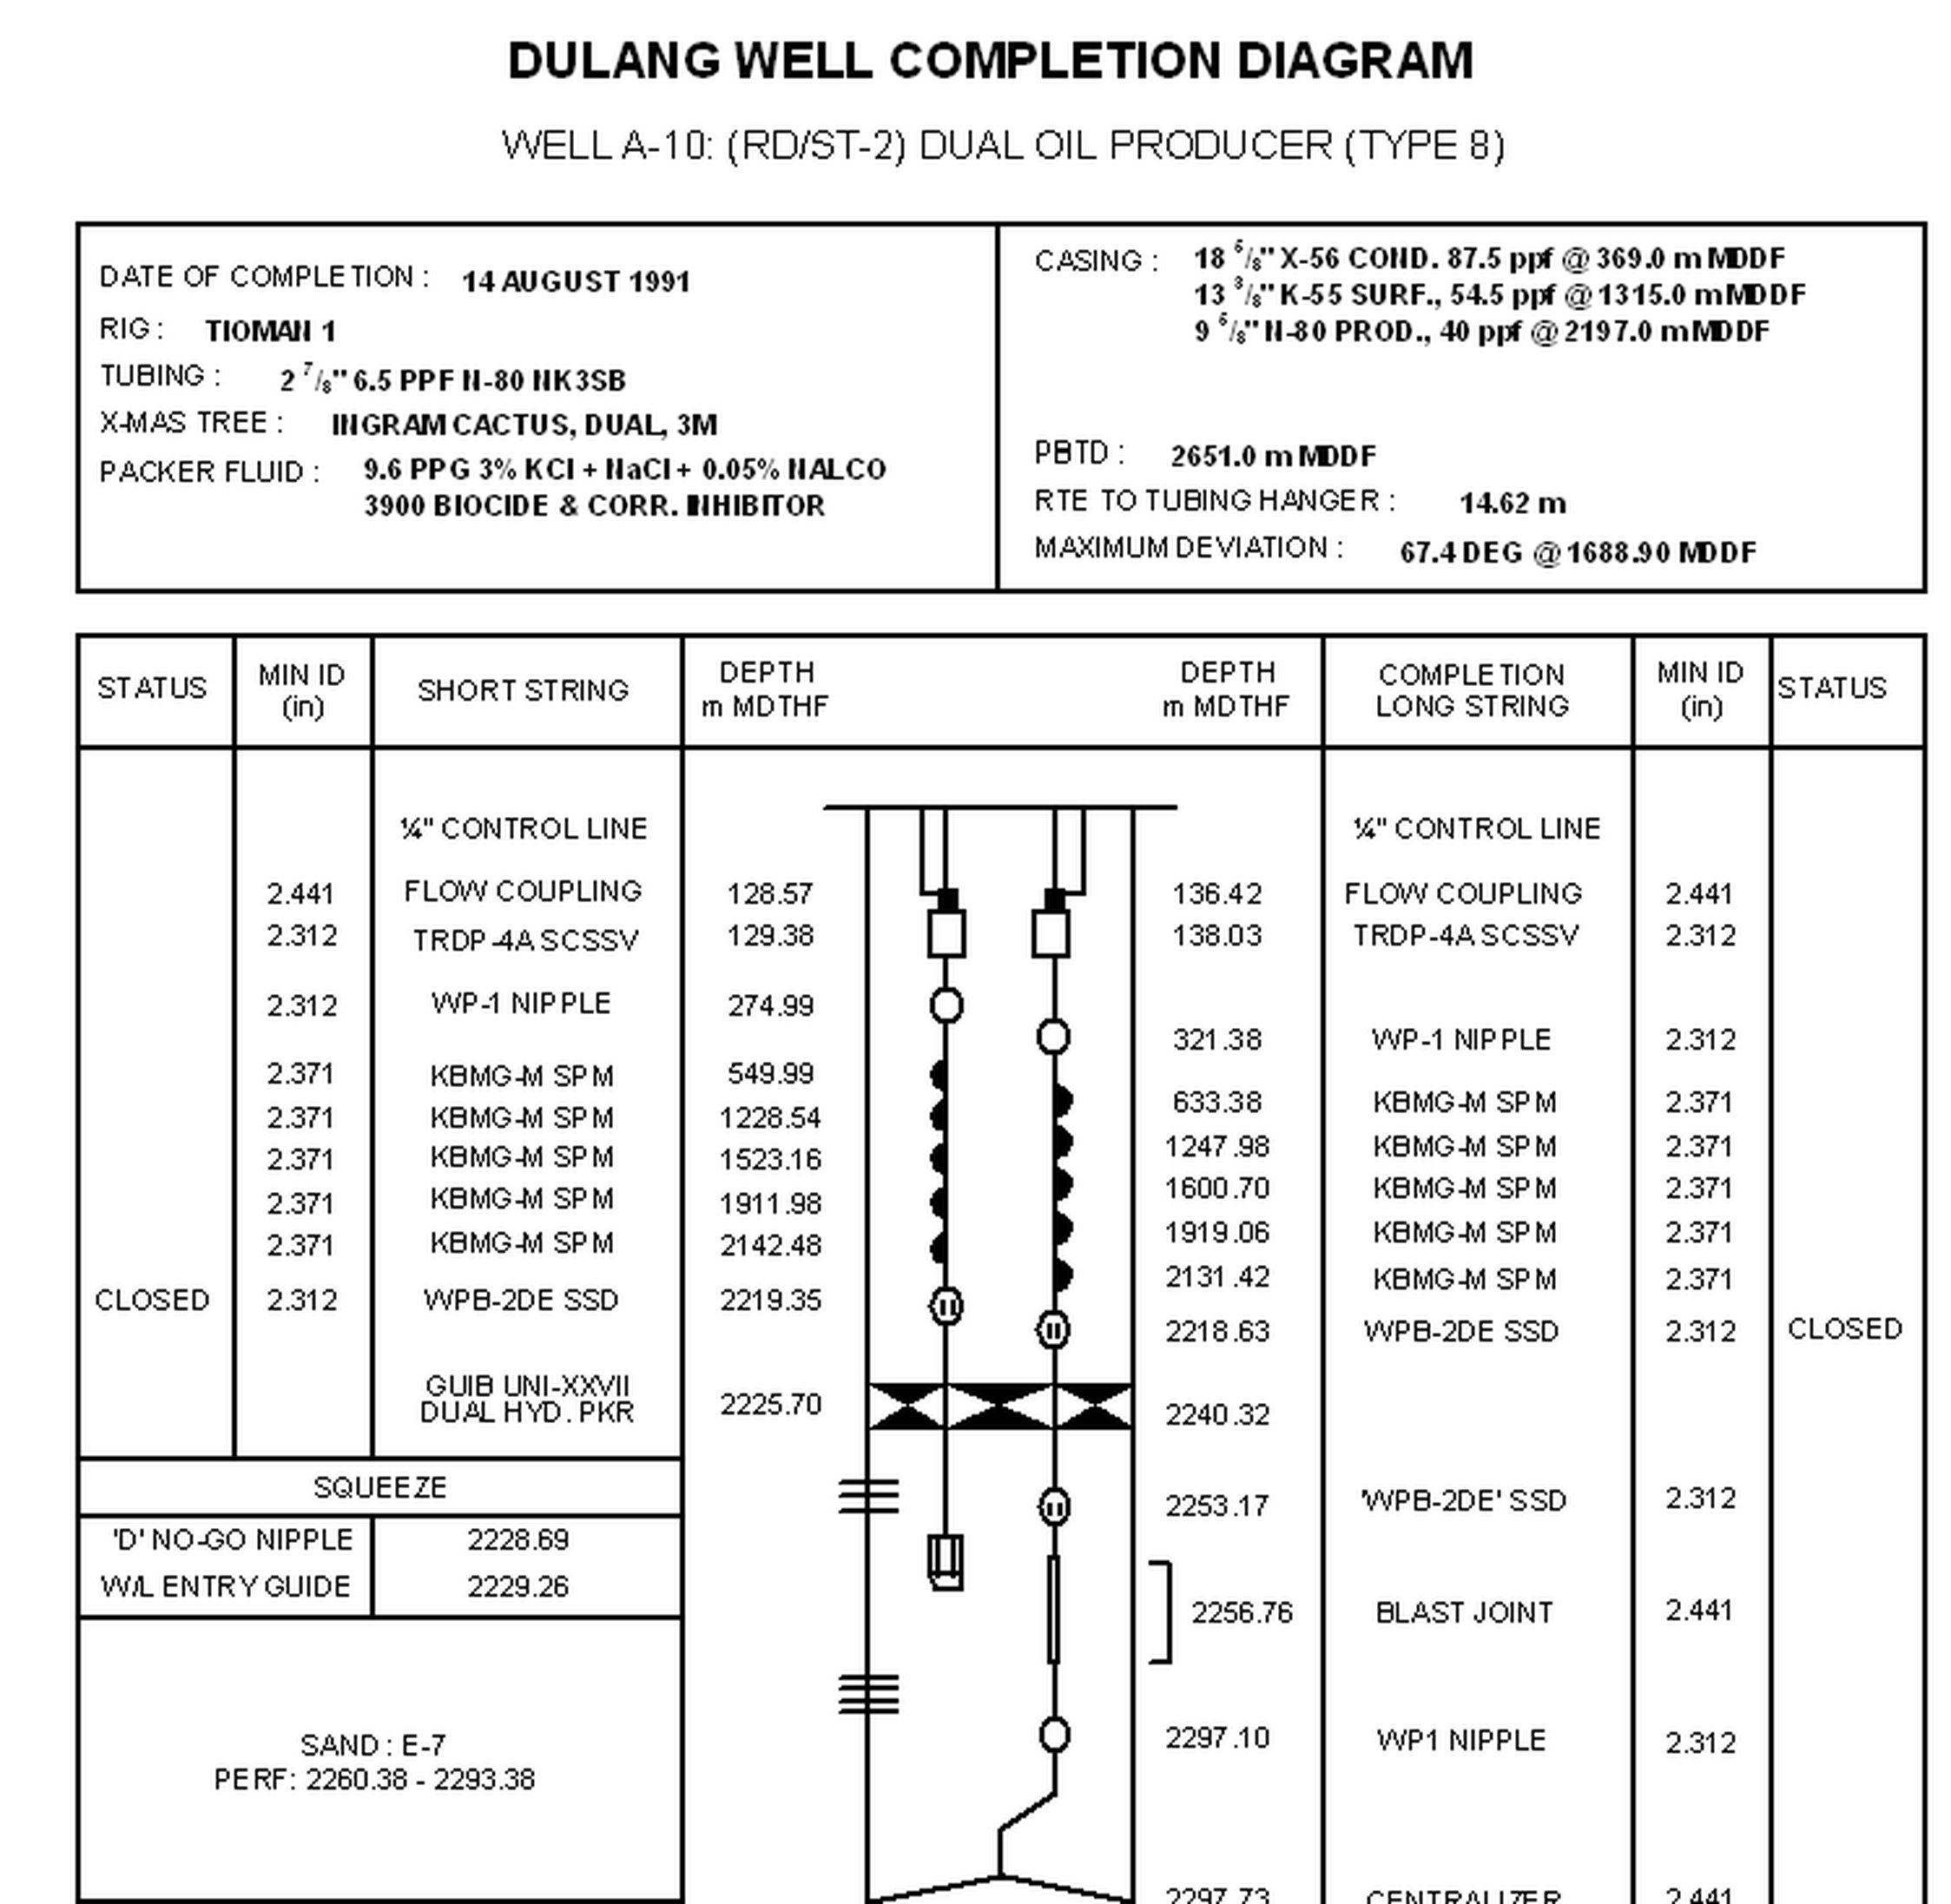 DULANG WELL COMPLETION DIAGRAM
WELL A-10: (RD/ST-2) DUAL OIL PRODUCER (TYPE 8)
DATE OF COMPLETION : 14 AUGUST 1991
RIG : TIOMAN 1
TUBING : 2 7/8" 6.5 PPF N-80 NK3SB
X-MAS TREE : INGRAM CACTUS, DUAL, 3M
PACKER FLUID : 9.6 PPG 3% KCl + NaCl + 0.05% NALCO
3900 BIOCIDE & CORR. INHIBITOR
CASING : 18 5/8" X-56 COND. 87.5 ppf @ 369.0 m MDDF
13 3/8" K-55 SURF., 54.5 ppf @ 1315.0 mMDDF
9 5/8" N-80 PROD., 40 ppf @ 2197.0 mMDDF
PBTD : 2651.0 m MDDF
RTE TO TUBING HANGER : 14.62 m
MAXIMUM DEVIATION : 67.4 DEG @ 1688.90 MDDF
STATUS MIN ID (in) SHORT STRING DEPTH m MDTHF DEPTH m MDTHF COMPLETION LONG STRING MIN ID (in) STATUS
¼" CONTROL LINE ¼" CONTROL LINE
2.441 FLOW COUPLING 128.57 136.42 FLOW COUPLING 2.441
2.312 TRDP-4A SCSSV 129.38 138.03 TRDP-4A SCSSV 2.312
2.312 WP-1 NIPPLE 274.99
321.38 WP-1 NIPPLE 2.312
2.371 KBMG-M SPM 549.99
633.38 KBMG-M SPM 2.371
2.371 KBMG-M SPM 1228.54
1247.98 KBMG-M SPM 2.371
2.371 KBMG-M SPM 1523.16
1600.70 KBMG-M SPM 2.371
2.371 KBMG-M SPM 1911.98
1919.06 KBMG-M SPM 2.371
2.371 KBMG-M SPM 2142.48
2131.42 KBMG-M SPM 2.371
CLOSED 2.312 WPB-2DE SSD 2219.35
2218.63 WPB-2DE SSD 2.312 CLOSED
GUIB UNI-XXVII
DUAL HYD. PKR 2225.70 2240.32
SQUEEZE
2253.17 'WPB-2DE' SSD 2.312
'D' NO-GO NIPPLE 2228.69
W/L ENTRY GUIDE 2229.26
2256.76 BLAST JOINT 2.441
SAND : E-7
2297.10 WP1 NIPPLE 2.312
PERF: 2260.38 - 2293.38
2297.73 CENTRALIZER 2.441